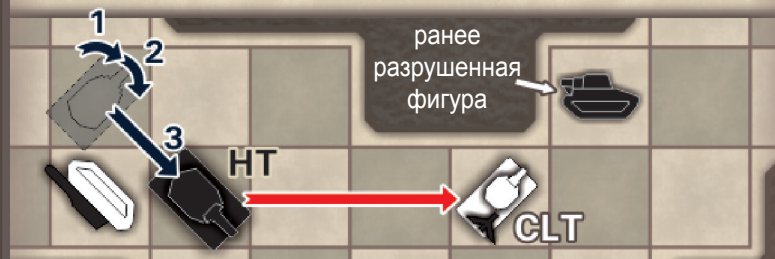 1
2
ранее
разрушенная
фигура
3
HT
CLT